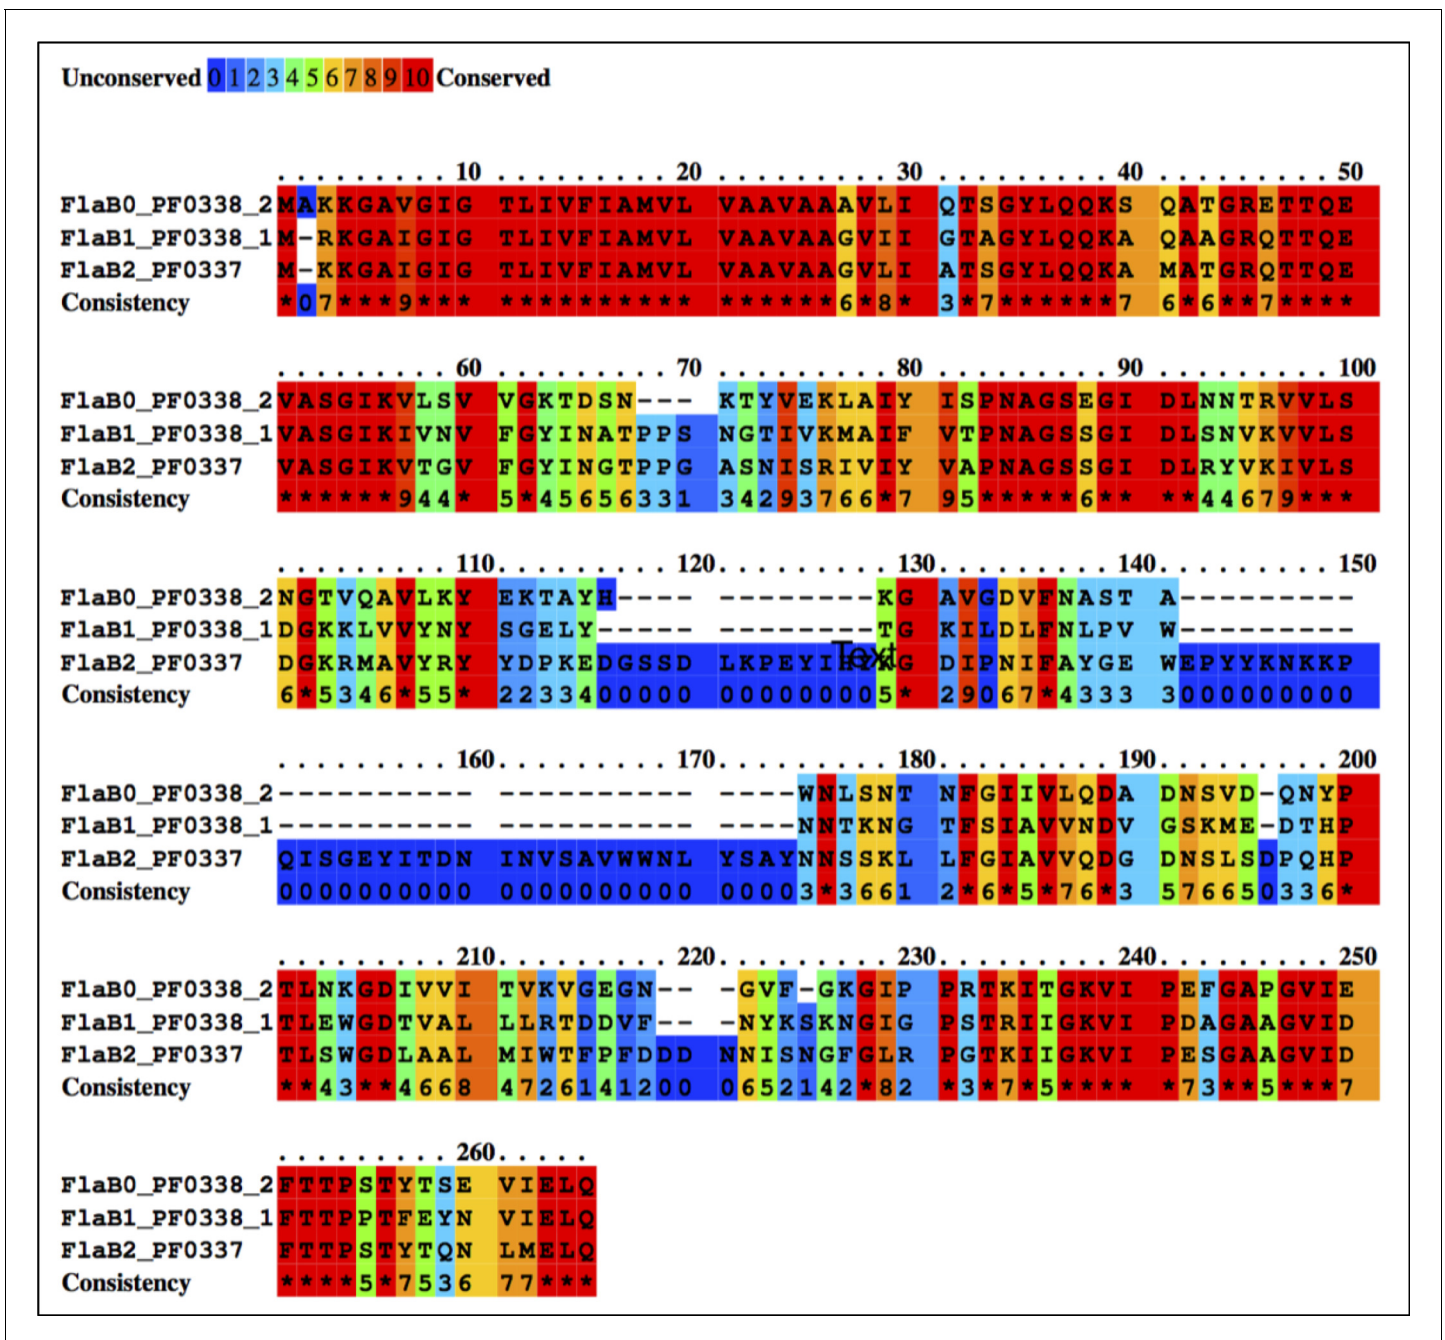 Unconserved 0 1 2 3 4 5 6 7 8 9 10 Conserved
. . . . . . . . . 10 . . . . . . . . . 20 . . . . . . . . . 30 . . . . . . . . . 40 . . . . . . . . . 50
FlaB0_PF0338_2 MAKKGAVGIG TLIVFIAMVL VAAVAAAVLI QTSGYLQQKS QATGRETTQE
FlaB1_PF0338_1 M-RKGAIGIG TLIVFIAMVL VAAVAAGVII GTAGYLQQKA QAAGRQTTQE
FlaB2_PF0337 M-KKGAIGIG TLIVFIAMVL VAAVAAGVLI ATSGYLQQKA MATGRQTTQE
Consistency *07***9*** ********** ******6*8* 3*7******7 6*6**7****
. . . . . . . . . 60 . . . . . . . . . 70 . . . . . . . . . 80 . . . . . . . . . 90 . . . . . . . . . 100
FlaB0_PF0338_2 VASGIKVLSV VGKTDSN--- KTYVEKLAIY ISPNAGSEGI DLNNTRVVLS
FlaB1_PF0338_1 VASGIKIVNV FGYINATPPS NGTIVKMAIF VTPNAGSSGI DLSNVKVVLS
FlaB2_PF0337 VASGIKVTGV FGYINGTPPG ASNISRIVIY VAPNAGSSGI DLRYVKIVLS
Consistency ******944* 5*45656331 34293766*7 95*****6** **44679***
. . . . . . . . . 110 . . . . . . . . . 120 . . . . . . . . . 130 . . . . . . . . . 140 . . . . . . . . . 150
FlaB0_PF0338_2 NGTVQAVLKY EKTAYH---- --------KG AVGDVFNAST A---------
FlaB1_PF0338_1 DGKKLVVYNY SGELY----- --------TG KILDLFNLPV W---------
FlaB2_PF0337 DGKRMAVYRY YDPKEDGSSD LKPEYI G DIPNIFAYGE WEPYYKNKKP
Text
Consistency 6*5346*55* 2233400000 000000005* 29067*4333 3000000000
. . . . . . . . . 160 . . . . . . . . . 170 . . . . . . . . . 180 . . . . . . . . . 190 . . . . . . . . . 200
FlaB0_PF0338_2 ---------- ---------- ----WNLSNT NFGIIVLQDA DNSVD-QNYP
FlaB1_PF0338_1 ---------- ---------- ----NNTKNG TFSIAVVNDV GSKME-DTHP
FlaB2_PF0337 QISGEYITDN INVSAVWWNL YSAYNNSSKL LFGIAVVQDG DNSLSDPQHP
Consistency 0000000000 0000000000 00003*3661 2*6*5*76*3 576650336*
. . . . . . . . . 210 . . . . . . . . . 220 . . . . . . . . . 230 . . . . . . . . . 240 . . . . . . . . . 250
FlaB0_PF0338_2 TLNKGDIVVI TVKVGEGN-- -GVF-GKGIP PRTKITGKVI PEFGAPGVIE
FlaB1_PF0338_1 TLEWGDTVAL LLRTDDVF-- -NYKSKNGIG PSTRIIGKVI PDAGAAGVID
FlaB2_PF0337 TLSWGDLAAL MIWTFPFDDD NNISNGFGLR PGTKIIGKVI PESGAAGVID
Consistency **43**4668 4726141200 0652142*82 *3*7*5**** *73**5***7
. . . . . . . . . 260 . . . . . .
FlaB0_PF0338_2 FTTPSTYTSE VIELQ
FlaB1_PF0338_1 FTTPPTFEYN VIELQ
FlaB2_PF0337 FTTPSTYTQN LMELQ
Consistency ****5*7536 77***